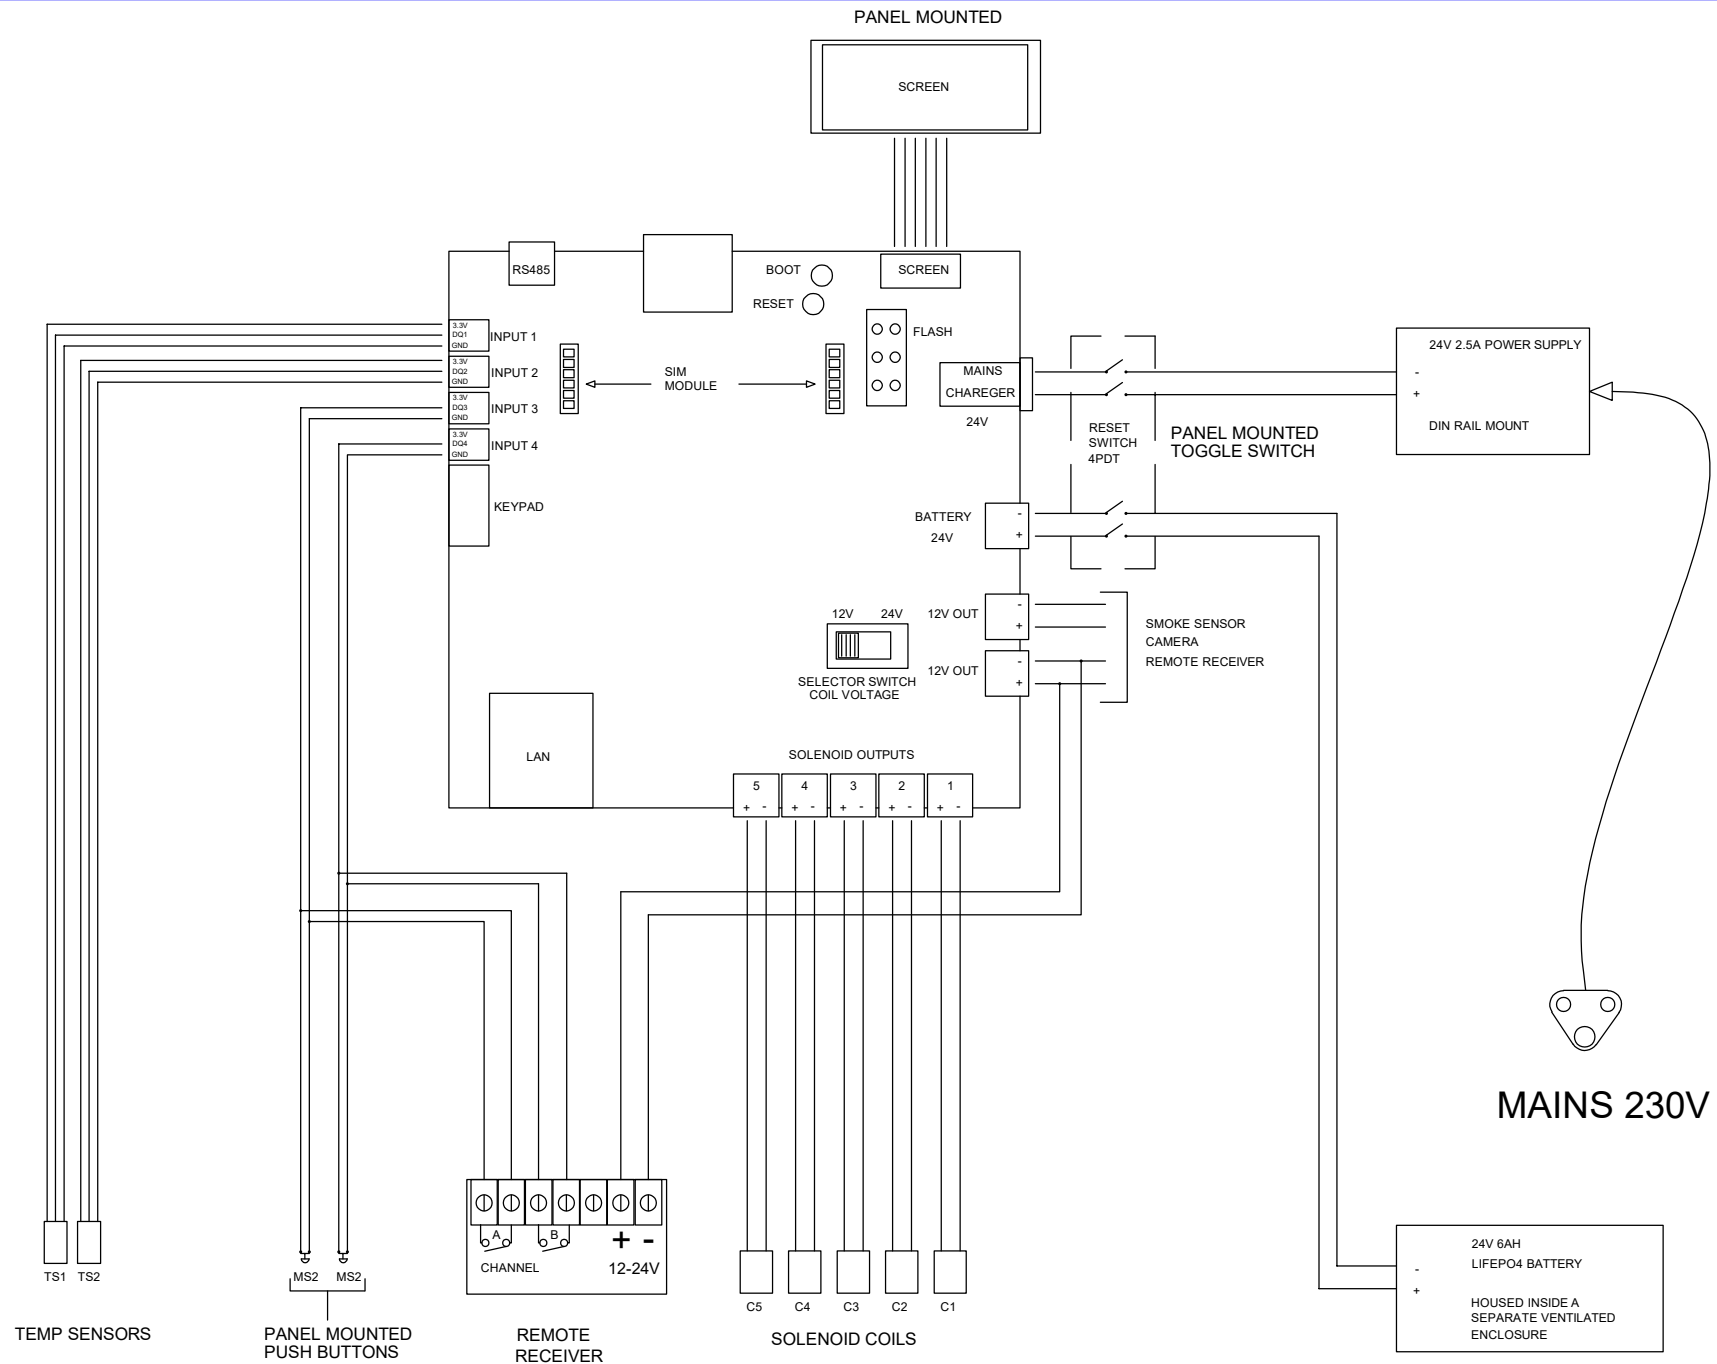 PANEL MOUNTED
SCREEN
RS485
BOOT
RESET
SCREEN
FLASH
3.3V
DQ1
GND
INPUT 1
3.3V
DQ2
GND
INPUT 2
3.3V
DQ3
GND
INPUT 3
3.3V
DQ4
GND
INPUT 4
KEYPAD
SIM
MODULE
MAINS
CHAREGER
24V
RESET
SWITCH
4PDT
PANEL MOUNTED
TOGGLE SWITCH
24V 2.5A POWER SUPPLY
-
+
DIN RAIL MOUNT
BATTERY
24V
-
+
12V 24V
SELECTOR SWITCH
COIL VOLTAGE
12V OUT
-
+
12V OUT
-
+
SMOKE SENSOR
CAMERA
REMOTE RECEIVER
LAN
SOLENOID OUTPUTS
5 4 3 2 1
+ - + - + - + - + -
MAINS 230V
A B + -
CHANNEL 12-24V
REMOTE
RECEIVER
TS1 TS2
TEMP SENSORS
MS2 MS2
PANEL MOUNTED
PUSH BUTTONS
C5 C4 C3 C2 C1
SOLENOID COILS
24V 6AH
LIFEPO4 BATTERY
-
+
HOUSED INSIDE A
SEPARATE VENTILATED
ENCLOSURE